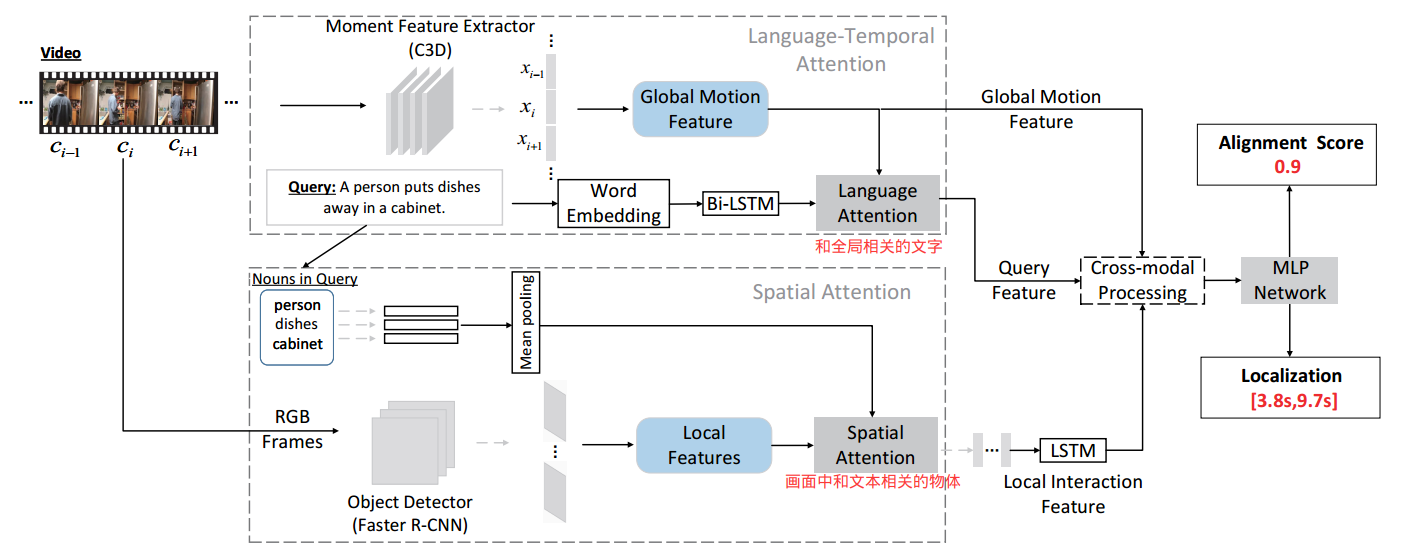 Video
...
...
c_{i-1}
c_i
c_{i+1}
Moment Feature Extractor
(C3D)
Language-Temporal
Attention
...
x_{i-1}
x_i
x_{i+1}
...
Global Motion
Feature
Global Motion
Feature
Query: A person puts dishes
away in a cabinet.
Word
Embedding
Bi-LSTM
Language
Attention
和全局相关的文字
Nouns in Query
person
dishes
cabinet
Mean pooling
Spatial Attention
RGB
Frames
Object Detector
(Faster R-CNN)
...
Local
Features
Spatial
Attention
画面中和文本相关的物体
...
LSTM
Local Interaction
Feature
Query
Feature
Cross-modal
Processing
MLP
Network
Alignment Score
0.9
Localization
[3.8s,9.7s]